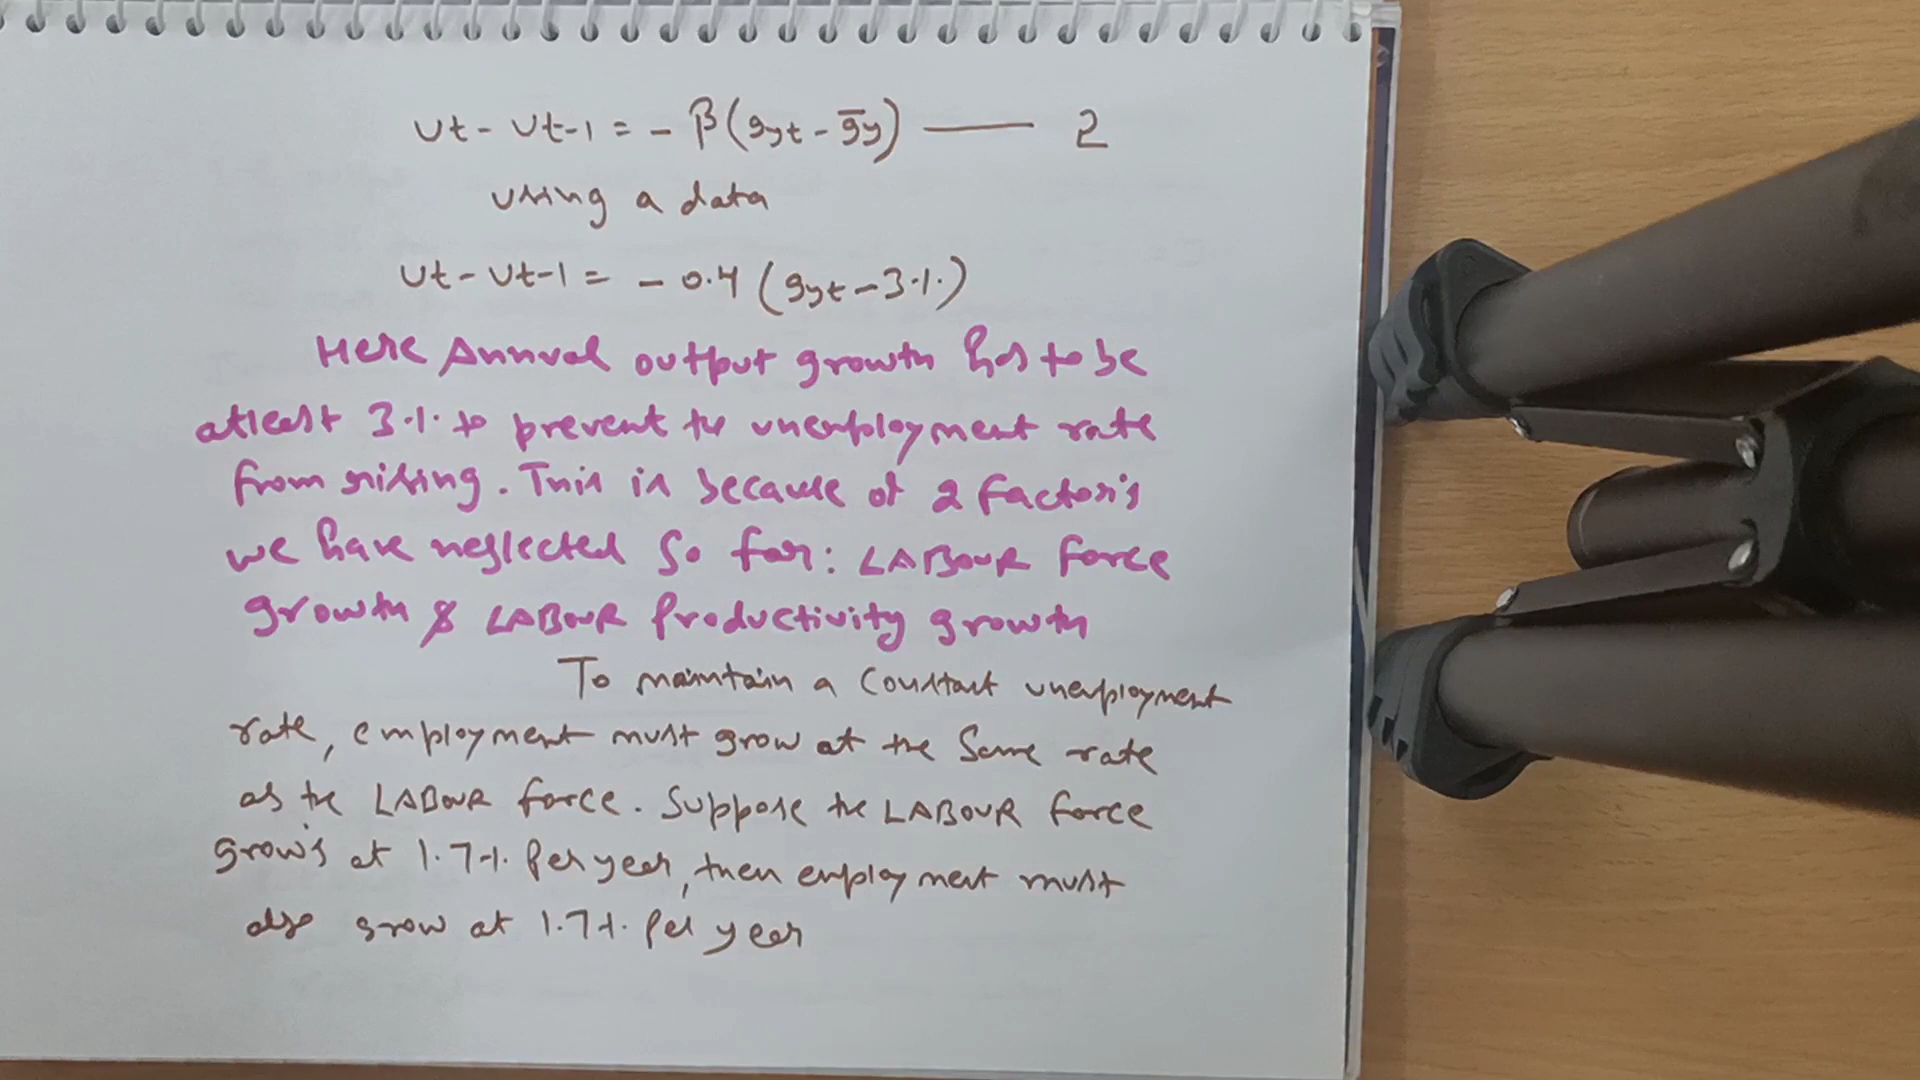 Ut - Ut-1 = - β(gyt - g̅y) —— 2
using a data
Ut - Ut-1 = - 0.4 (gyt - 3%)
Here Annual output growth has to be
atleast 3% to prevent the unemployment rate
from rising. This is because of 2 factor's
we have neglected so far: LABOUR force
growth & LABOUR Productivity growth
To maintain a constant unemployment
rate, employment must grow at the same rate
as the LABOUR force. Suppose the LABOUR force
grow's at 1.7% per year, then employment must
also grow at 1.7% per year